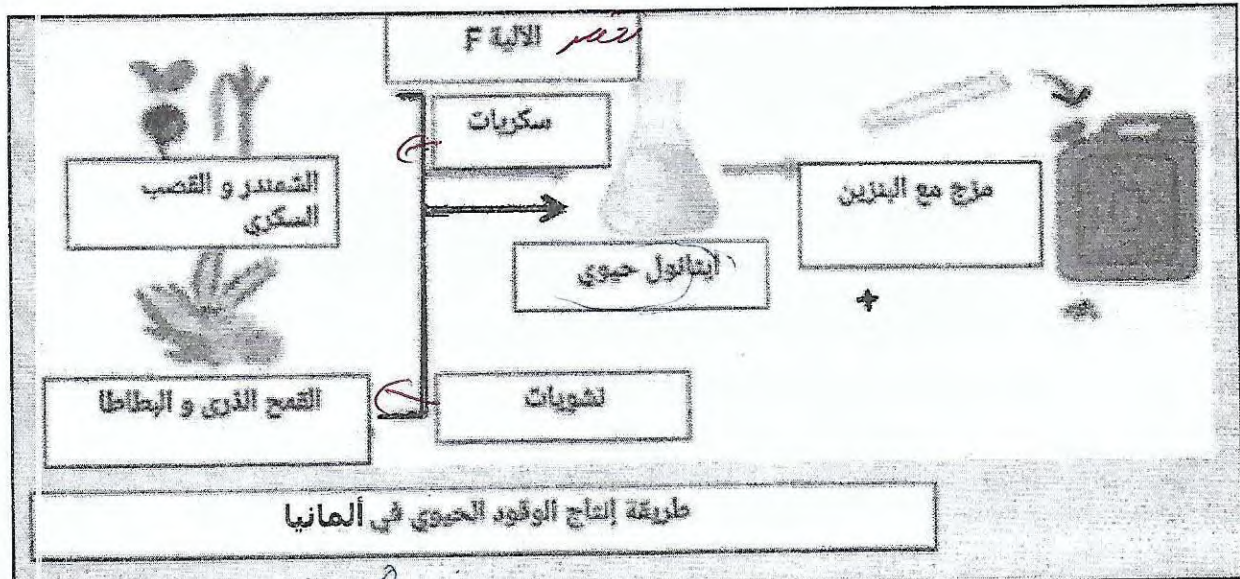 الآلية F
سكريات
الشمندر و القصب
السكري
مزج مع البنزين
أيتانول حيوي
+
القمح الذرى و البطاطا
نشويات
طريقة إنتاج الوقود الحيوي في ألمانيا